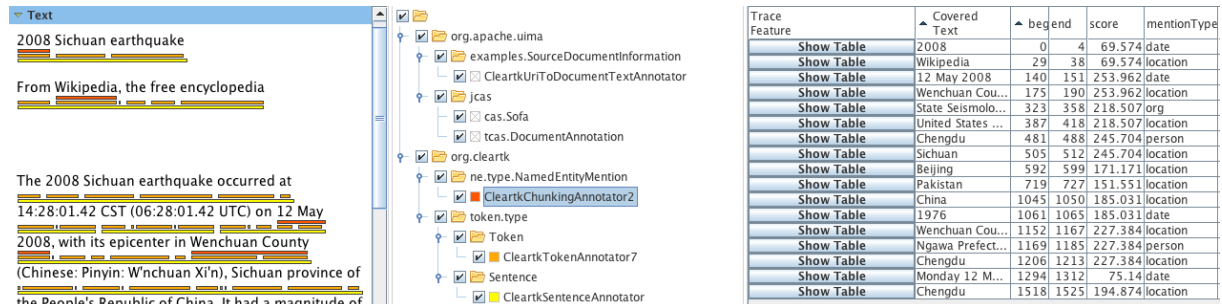 Text
2008 Sichuan earthquake
From Wikipedia, the free encyclopedia
The 2008 Sichuan earthquake occurred at
14:28:01.42 CST (06:28:01.42 UTC) on 12 May
2008, with its epicenter in Wenchuan County
(Chinese: Pinyin: W'nchuan Xi'n), Sichuan province of
the People's Republic of China. It had a magnitude of
org.apache.uima
examples.SourceDocumentInformation
CleartkUriToDocumentTextAnnotator
jcas
cas.Sofa
tcas.DocumentAnnotation
org.cleartk
ne.type.NamedEntityMention
CleartkChunkingAnnotator2
token.type
Token
CleartkTokenAnnotator7
Sentence
CleartkSentenceAnnotator
Trace Feature Covered Text beg end score mentionType
Show Table 2008 0 4 69.574 date
Show Table Wikipedia 29 38 69.574 location
Show Table 12 May 2008 140 151 253.962 date
Show Table Wenchuan Cou... 175 190 253.962 location
Show Table State Seismolo... 323 358 218.507 org
Show Table United States ... 387 418 218.507 location
Show Table Chengdu 481 488 245.704 person
Show Table Sichuan 505 512 245.704 location
Show Table Beijing 592 599 171.171 location
Show Table Pakistan 719 727 151.551 location
Show Table China 1045 1050 185.031 location
Show Table 1976 1061 1065 185.031 date
Show Table Wenchuan Cou... 1152 1167 227.384 location
Show Table Ngawa Prefect... 1169 1185 227.384 person
Show Table Chengdu 1206 1213 227.384 location
Show Table Monday 12 M... 1294 1312 75.14 date
Show Table Chengdu 1518 1525 194.874 location